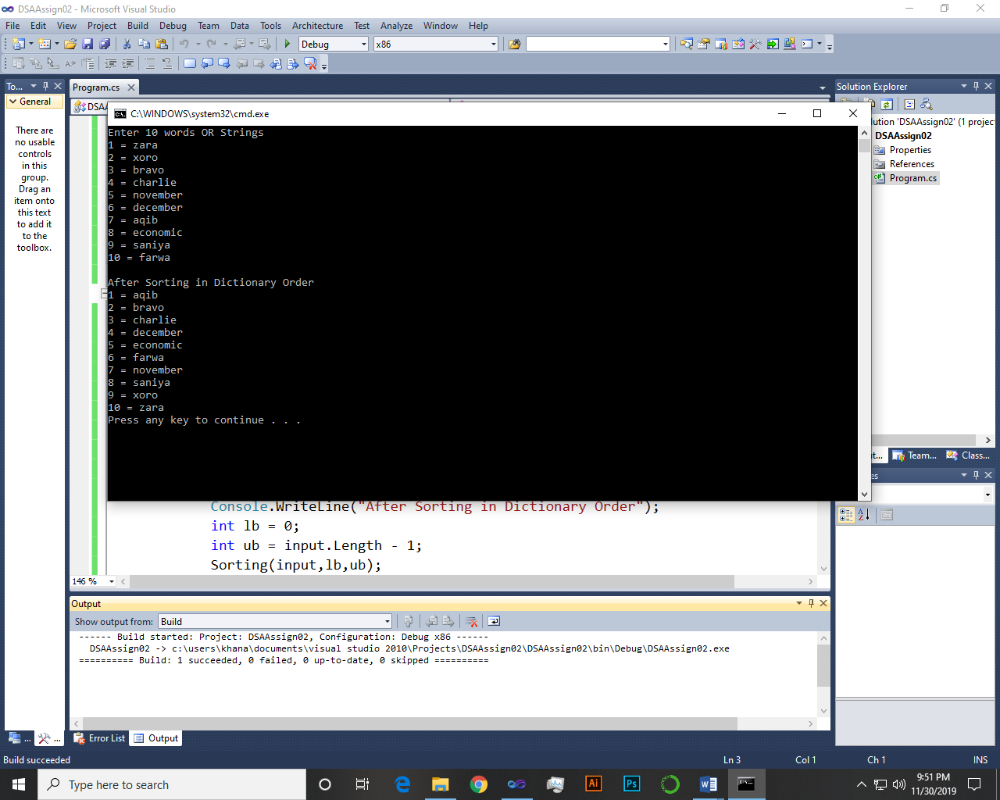 DSAAssign02 - Microsoft Visual Studio
File Edit View Project Build Debug Team Data Tools Architecture Test Analyze Window Help
Debug x86
To... Program.cs Solution Explorer
General
There are
no usable
controls
in this
group.
Drag an
item onto
this text
to add it
to the
toolbox.
DSAA
C:\WINDOWS\system32\cmd.exe
Enter 10 words OR Strings
1 = zara
2 = xoro
3 = bravo
4 = charlie
5 = november
6 = december
7 = aqib
8 = economic
9 = saniya
10 = farwa
After Sorting in Dictionary Order
1 = aqib
2 = bravo
3 = charlie
4 = december
5 = economic
6 = farwa
7 = november
8 = saniya
9 = xoro
10 = zara
Press any key to continue . . .
Console.WriteLine("After Sorting in Dictionary Order");
int lb = 0;
int ub = input.Length - 1;
Sorting(input,lb,ub);
146 %
lution 'DSAAssign02' (1 projec
DSAAssign02
Properties
References
Program.cs
t... Team... Class...
es
Output
Show output from: Build
------ Build started: Project: DSAAssign02, Configuration: Debug x86 ------
DSAAssign02 -> c:\users\khana\documents\visual studio 2010\Projects\DSAAssign02\DSAAssign02\bin\Debug\DSAAssign02.exe
========== Build: 1 succeeded, 0 failed, 0 up-to-date, 0 skipped ==========
... ... Error List Output
Build succeeded Ln 3 Col 1 Ch 1 INS
Type here to search
Ai Ps
9:51 PM
11/30/2019